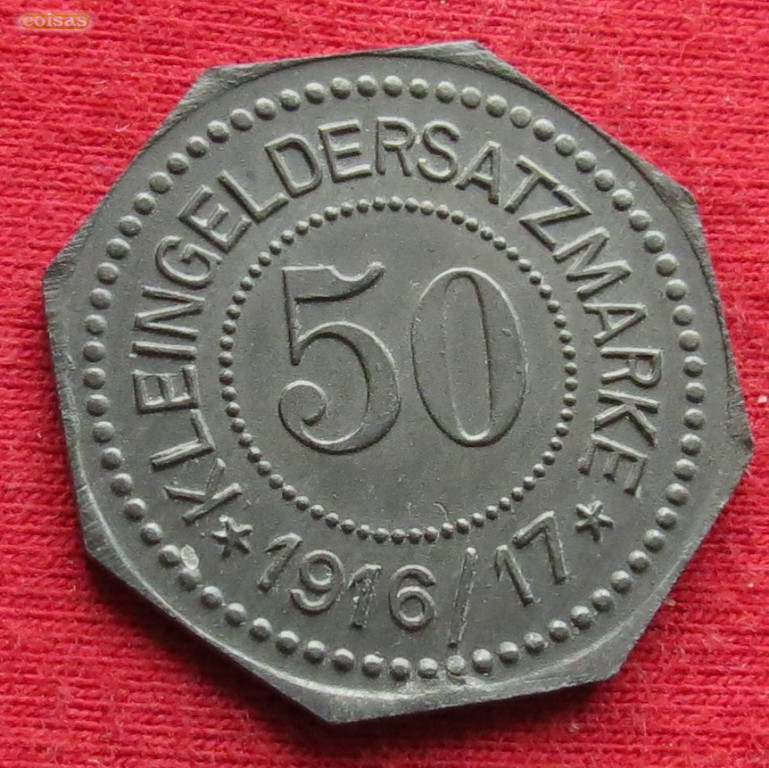 coisas
KLEINGELDERSATZMARKE
50
* 1916/17 *